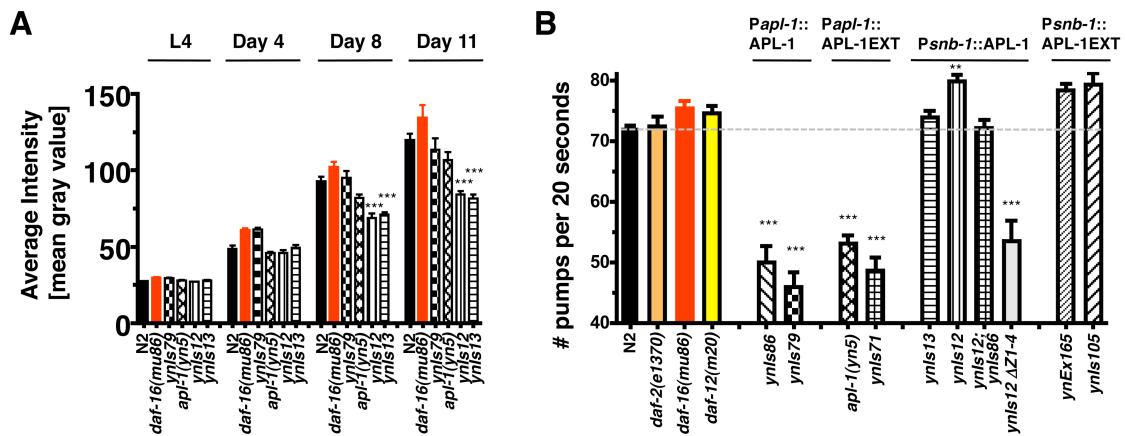 A
L4
Day 4
Day 8
Day 11
Average Intensity
[mean gray value]
150
100
50
0
***
***
***
***
N2
daf-16(mu86)
ynIs79
apl-1(yn5)
ynIs12
ynIs13
N2
daf-16(mu86)
ynIs79
apl-1(yn5)
ynIs12
ynIs13
N2
daf-16(mu86)
ynIs79
apl-1(yn5)
ynIs12
ynIs13
N2
daf-16(mu86)
ynIs79
apl-1(yn5)
ynIs12
ynIs13
B
Papl-1::
APL-1
Papl-1::
APL-1EXT
Psnb-1::APL-1
Psnb-1::
APL-1EXT
# pumps per 20 seconds
80
70
60
50
40
***
***
***
***
**
***
N2
daf-2(e1370)
daf-16(mu86)
daf-12(m20)
ynIs86
ynIs79
apl-1(yn5)
ynIs71
ynIs13
ynIs12
ynIs12;
ynIs86
ynIs12 ΔZ1-4
ynEx165
ynIs105